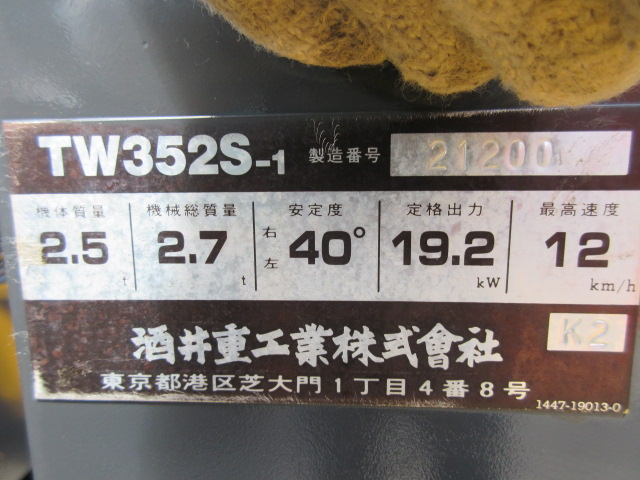 TW352S-1 製造番号 21200
機体質量 機械総質量 安定度 定格出力 最高速度
2.5 t 2.7 t 右 左 40° 19.2 kW 12 km/h
酒井重工業株式會社 K2
東京都港区芝大門1丁目4番8号
1447-19013-0